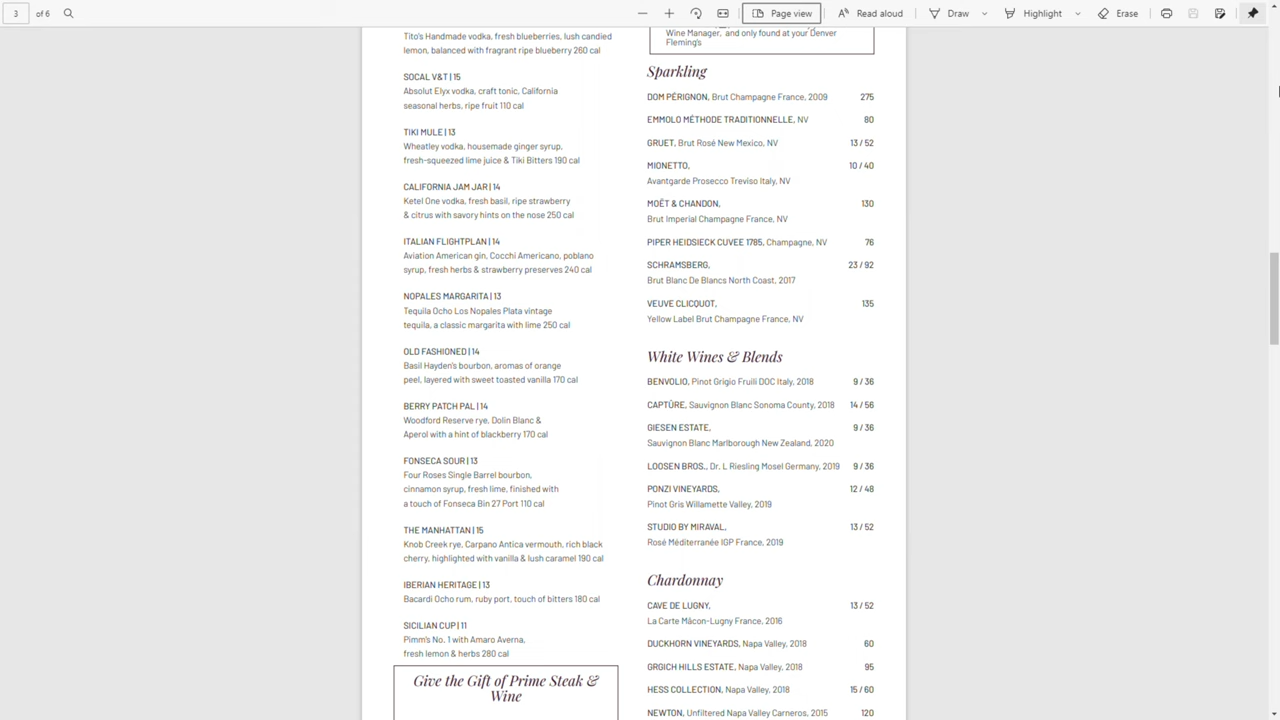 3 of 6 Page view Read aloud Draw Highlight Erase
Tito's Handmade vodka, fresh blueberries, lush candied
lemon, balanced with fragrant ripe blueberry 260 cal
SOCAL V&T | 15
Absolut Elyx vodka, craft tonic, California
seasonal herbs, ripe fruit 110 cal
TIKI MULE | 13
Wheatley vodka, housemade ginger syrup,
fresh-squeezed lime juice & Tiki Bitters 190 cal
CALIFORNIA JAM JAR | 14
Ketel One vodka, fresh basil, ripe strawberry
& citrus with savory hints on the nose 250 cal
ITALIAN FLIGHTPLAN | 14
Aviation American gin, Cocchi Americano, poblano
syrup, fresh herbs & strawberry preserves 240 cal
NOPALES MARGARITA | 13
Tequila Ocho Los Nopales Plata vintage
tequila, a classic margarita with lime 250 cal
OLD FASHIONED | 14
Basil Hayden's bourbon, aromas of orange
peel, layered with sweet toasted vanilla 170 cal
BERRY PATCH PAL | 14
Woodford Reserve rye, Dolin Blanc &
Aperol with a hint of blackberry 170 cal
FONSECA SOUR | 13
Four Roses Single Barrel bourbon,
cinnamon syrup, fresh lime, finished with
a touch of Fonseca Bin 27 Port 110 cal
THE MANHATTAN | 15
Knob Creek rye, Carpano Antica vermouth, rich black
cherry, highlighted with vanilla & lush caramel 190 cal
IBERIAN HERITAGE | 13
Bacardi Ocho rum, ruby port, touch of bitters 180 cal
SICILIAN CUP | 11
Pimm's No. 1 with Amaro Averna,
fresh lemon & herbs 280 cal
Give the Gift of Prime Steak &
Wine
Wine Manager, and only found at your Denver
Fleming's
Sparkling
DOM PÉRIGNON, Brut Champagne France, 2009 275
EMMOLO MÉTHODE TRADITIONNELLE, NV 80
GRUET, Brut Rosé New Mexico, NV 13 / 52
MIONETTO, 10 / 40
Avantgarde Prosecco Treviso Italy, NV
MOËT & CHANDON, 130
Brut Imperial Champagne France, NV
PIPER HEIDSIECK CUVEE 1785, Champagne, NV 76
SCHRAMSBERG, 23 / 92
Brut Blanc De Blancs North Coast, 2017
VEUVE CLICQUOT, 135
Yellow Label Brut Champagne France, NV
White Wines & Blends
BENVOLIO, Pinot Grigio Fruili DOC Italy, 2018 9 / 36
CAPTÛRE, Sauvignon Blanc Sonoma County, 2018 14 / 56
GIESEN ESTATE, 9 / 36
Sauvignon Blanc Marlborough New Zealand, 2020
LOOSEN BROS., Dr. L Riesling Mosel Germany, 2019 9 / 36
PONZI VINEYARDS, 12 / 48
Pinot Gris Willamette Valley, 2019
STUDIO BY MIRAVAL, 13 / 52
Rosé Méditerranée IGP France, 2019
Chardonnay
CAVE DE LUGNY, 13 / 52
La Carte Mâcon-Lugny France, 2016
DUCKHORN VINEYARDS, Napa Valley, 2018 60
GRGICH HILLS ESTATE, Napa Valley, 2018 95
HESS COLLECTION, Napa Valley, 2018 15 / 60
NEWTON, Unfiltered Napa Valley Carneros, 2015 120